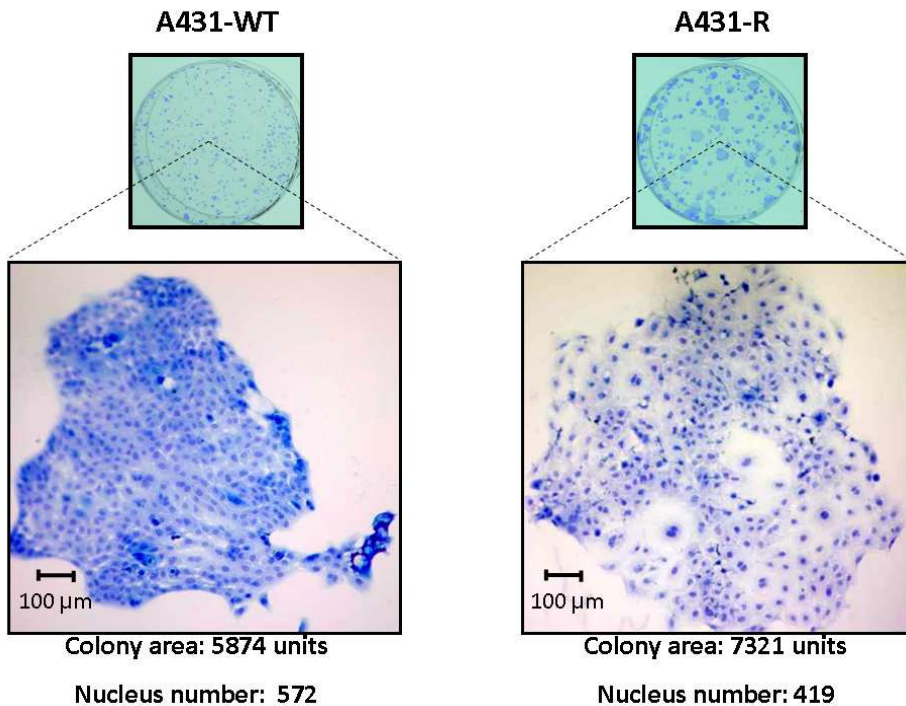 A431-WT
A431-R
100 µm
100 µm
Colony area: 5874 units
Colony area: 7321 units
Nucleus number: 572
Nucleus number: 419